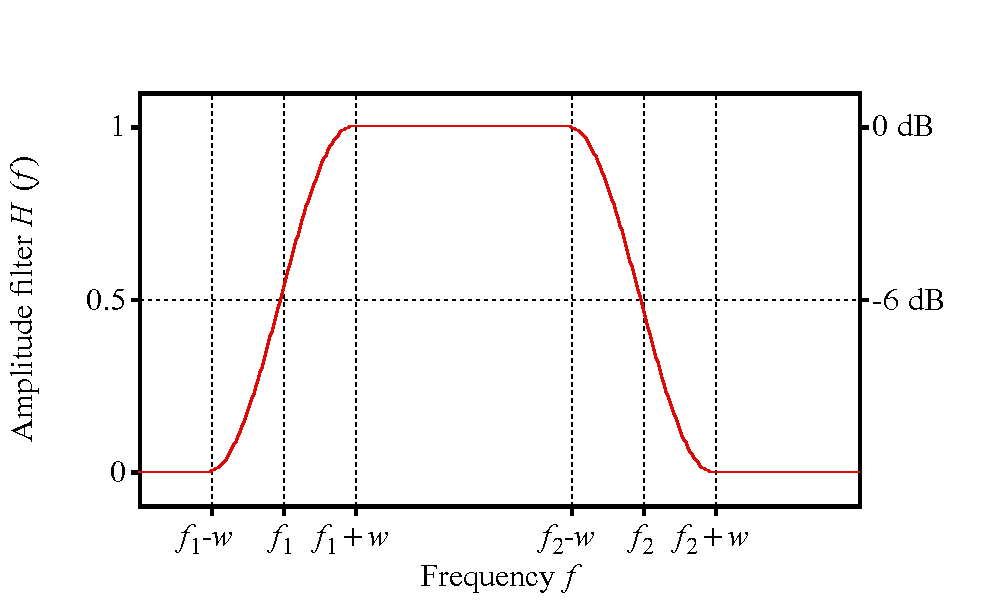 Amplitude filter H (f)
1
0.5
0
0 dB
-6 dB
f₁-w
f₁
f₁+w
f₂-w
f₂
f₂+w
Frequency f